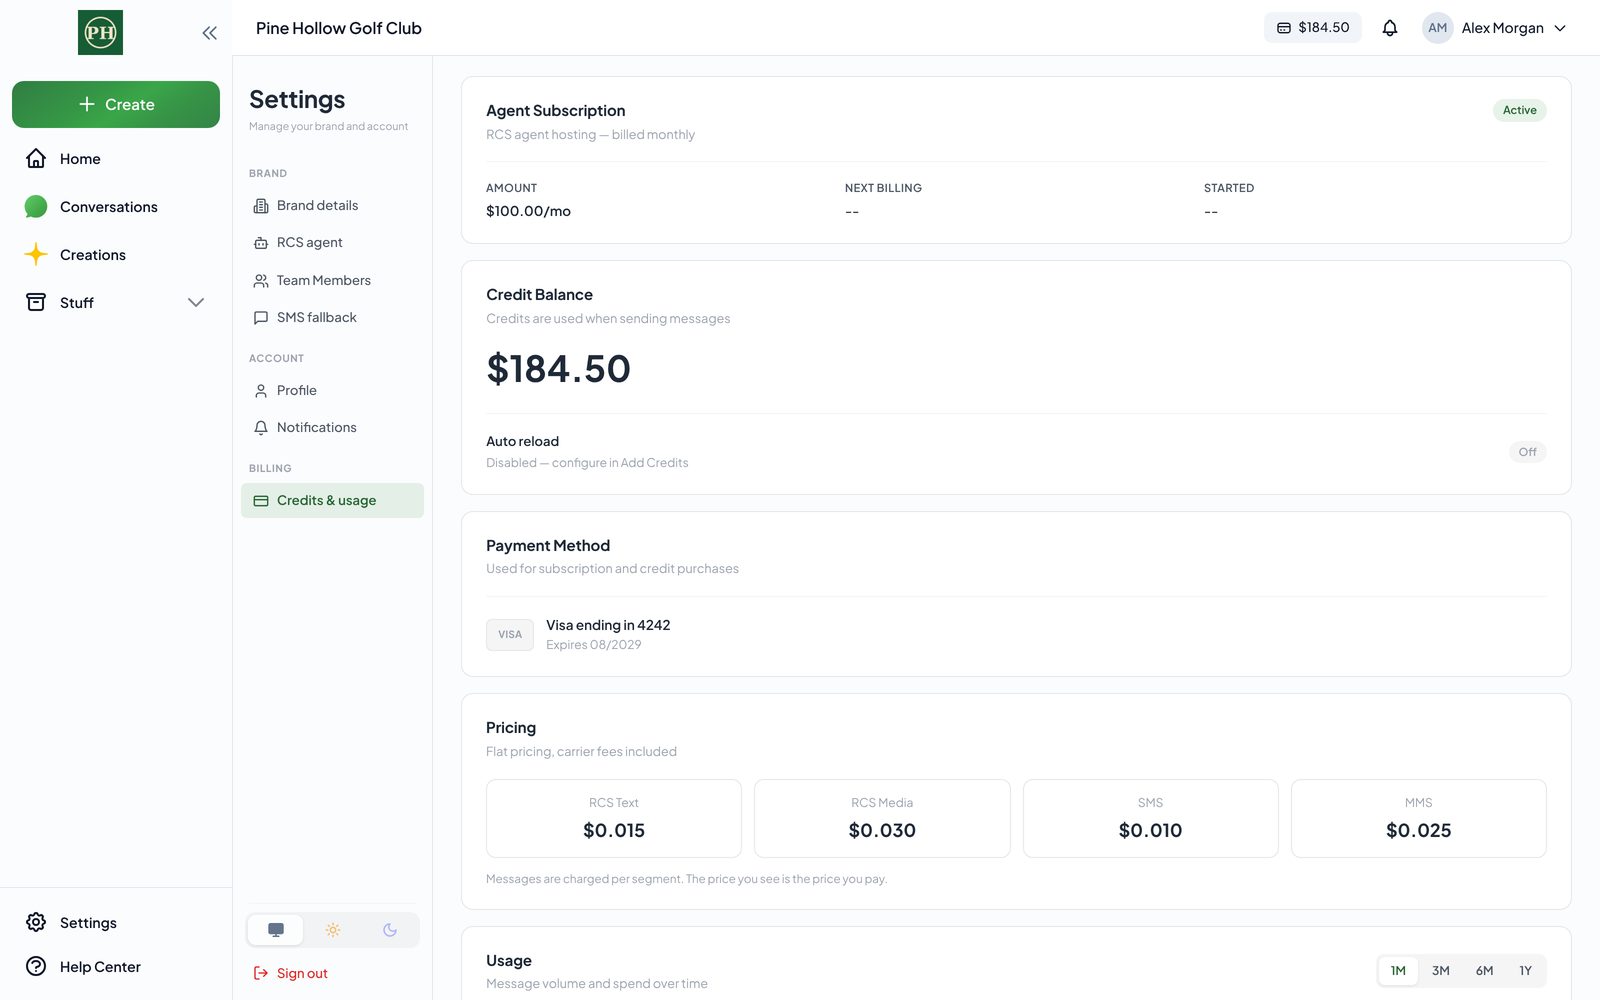 PH
Pine Hollow Golf Club
$184.50
AM
Alex Morgan
Create
Home
Conversations
Creations
Stuff
Settings
Help Center
Settings
Manage your brand and account
BRAND
Brand details
RCS agent
Team Members
SMS fallback
ACCOUNT
Profile
Notifications
BILLING
Credits & usage
Sign out
Agent Subscription
Active
RCS agent hosting — billed monthly
AMOUNT
NEXT BILLING
STARTED
$100.00/mo
--
--
Credit Balance
Credits are used when sending messages
$184.50
Auto reload
Disabled — configure in Add Credits
Off
Payment Method
Used for subscription and credit purchases
VISA
Visa ending in 4242
Expires 08/2029
Pricing
Flat pricing, carrier fees included
RCS Text
$0.015
RCS Media
$0.030
SMS
$0.010
MMS
$0.025
Messages are charged per segment. The price you see is the price you pay.
Usage
Message volume and spend over time
1M
3M
6M
1Y